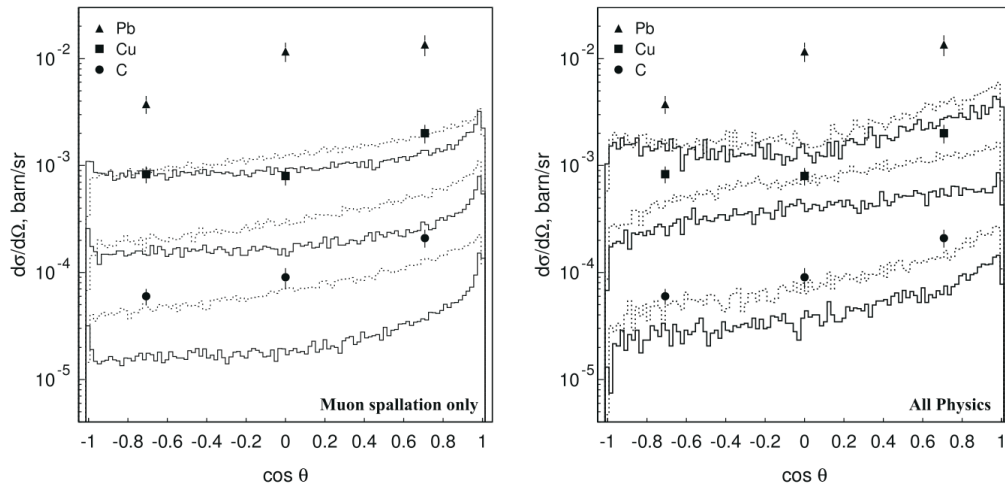 Pb
Cu
C
10⁻²
10⁻³
10⁻⁴
10⁻⁵
dσ/dΩ, barn/sr
Muon spallation only
-1 -0.8 -0.6 -0.4 -0.2 0 0.2 0.4 0.6 0.8 1
cos θ
Pb
Cu
C
10⁻²
10⁻³
10⁻⁴
10⁻⁵
dσ/dΩ, barn/sr
All Physics
-1 -0.8 -0.6 -0.4 -0.2 0 0.2 0.4 0.6 0.8 1
cos θ